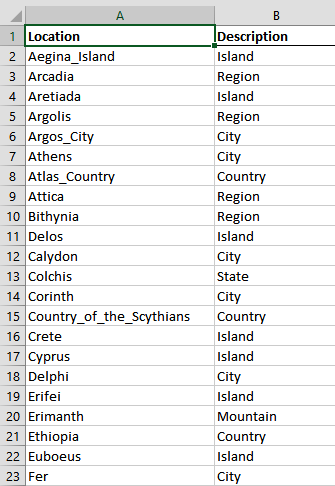 A B
1 Location Description
2 Aegina_Island Island
3 Arcadia Region
4 Aretiada Island
5 Argolis Region
6 Argos_City City
7 Athens City
8 Atlas_Country Country
9 Attica Region
10 Bithynia Region
11 Delos Island
12 Calydon City
13 Colchis State
14 Corinth City
15 Country_of_the_Scythians Country
16 Crete Island
17 Cyprus Island
18 Delphi City
19 Erifei Island
20 Erimanth Mountain
21 Ethiopia Country
22 Euboeus Island
23 Fer City